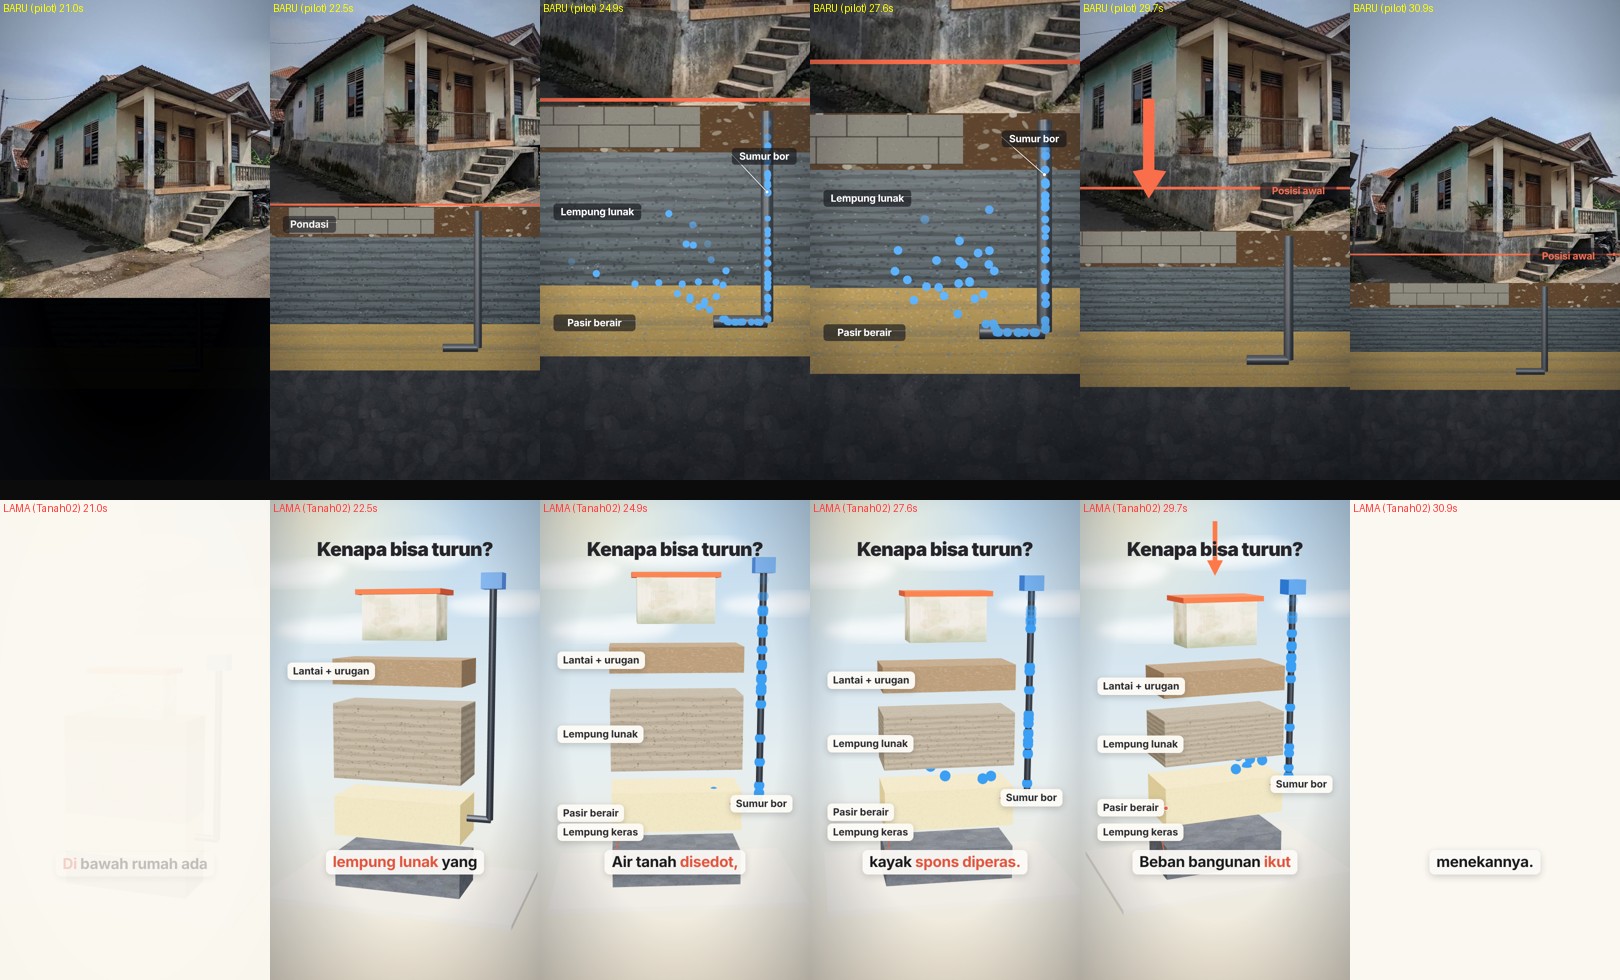 BARU (pilot) 21.0s
BARU (pilot) 22.5s
Pondasi
BARU (pilot) 24.9s
Sumur bor
Lempung lunak
Pasir berair
BARU (pilot) 27.6s
Sumur bor
Lempung lunak
Pasir berair
BARU (pilot) 29.7s
Posisi awal
BARU (pilot) 30.9s
Posisi awal
LAMA (Tanah02) 21.0s
Di bawah rumah ada
LAMA (Tanah02) 22.5s
Kenapa bisa turun?
Lantai + urugan
lempung lunak yang
LAMA (Tanah02) 24.9s
Kenapa bisa turun?
Lantai + urugan
Lempung lunak
Sumur bor
Pasir berair
Lempung keras
Air tanah disedot,
LAMA (Tanah02) 27.6s
Kenapa bisa turun?
Lantai + urugan
Lempung lunak
Sumur bor
Pasir berair
Lempung keras
kayak spons diperas.
LAMA (Tanah02) 29.7s
Kenapa bisa turun?
Lantai + urugan
Lempung lunak
Sumur bor
Pasir berair
Lempung keras
Beban bangunan ikut
LAMA (Tanah02) 30.9s
menekannya.